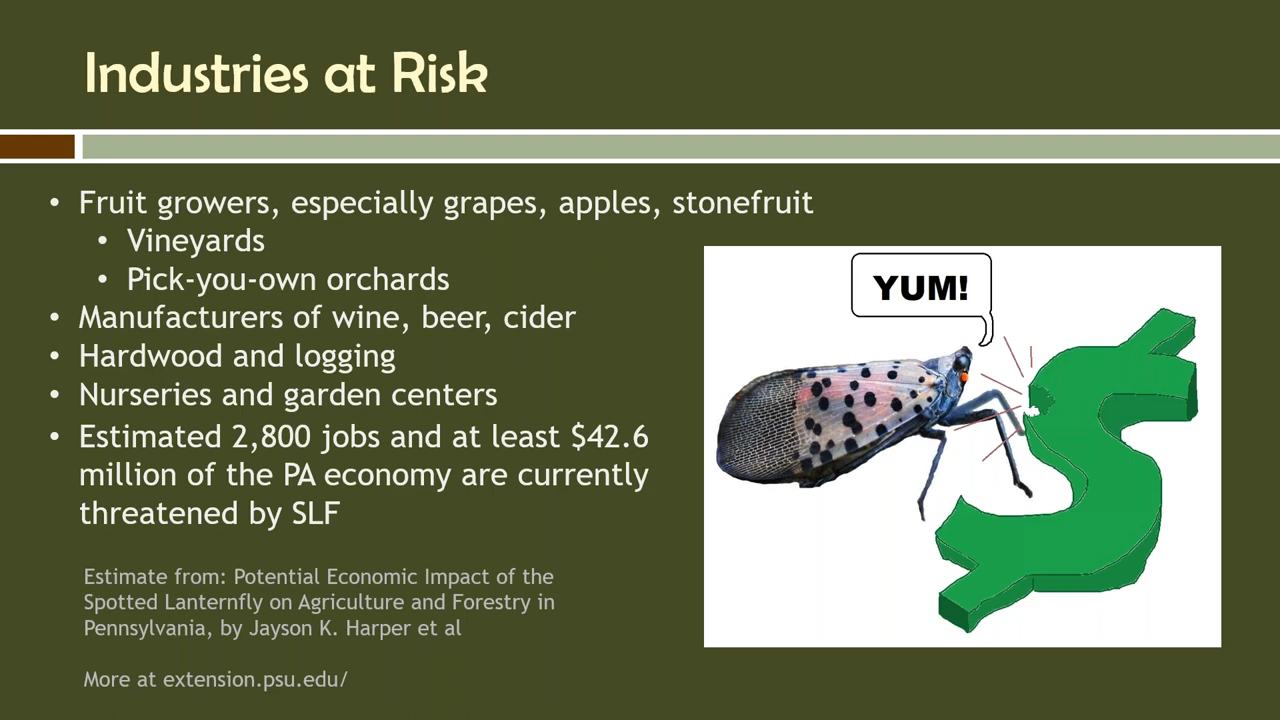 Industries at Risk
• Fruit growers, especially grapes, apples, stonefruit
• Vineyards
• Pick-you-own orchards
• Manufacturers of wine, beer, cider
• Hardwood and logging
• Nurseries and garden centers
• Estimated 2,800 jobs and at least $42.6
million of the PA economy are currently
threatened by SLF
Estimate from: Potential Economic Impact of the
Spotted Lanternfly on Agriculture and Forestry in
Pennsylvania, by Jayson K. Harper et al
More at extension.psu.edu/
YUM!